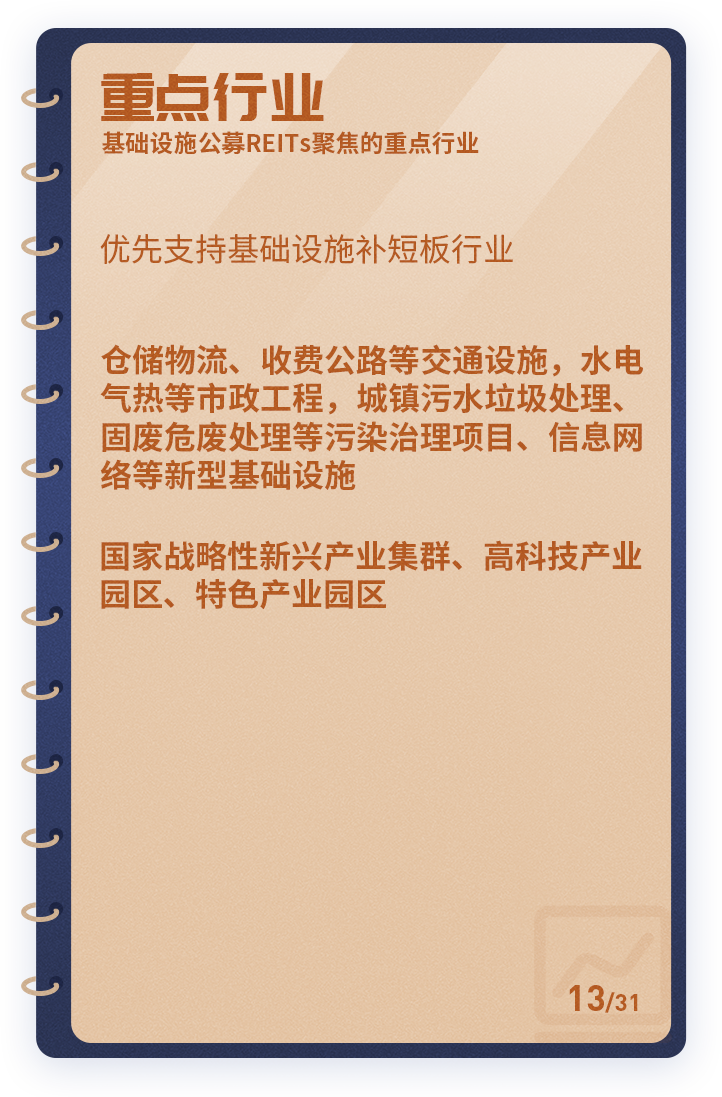 重点行业
基础设施公募REITs聚焦的重点行业
优先支持基础设施补短板行业
仓储物流、收费公路等交通设施，水电
气热等市政工程，城镇污水垃圾处理、
固废危废处理等污染治理项目、信息网
络等新型基础设施
国家战略性新兴产业集群、高科技产业
园区、特色产业园区
13/31